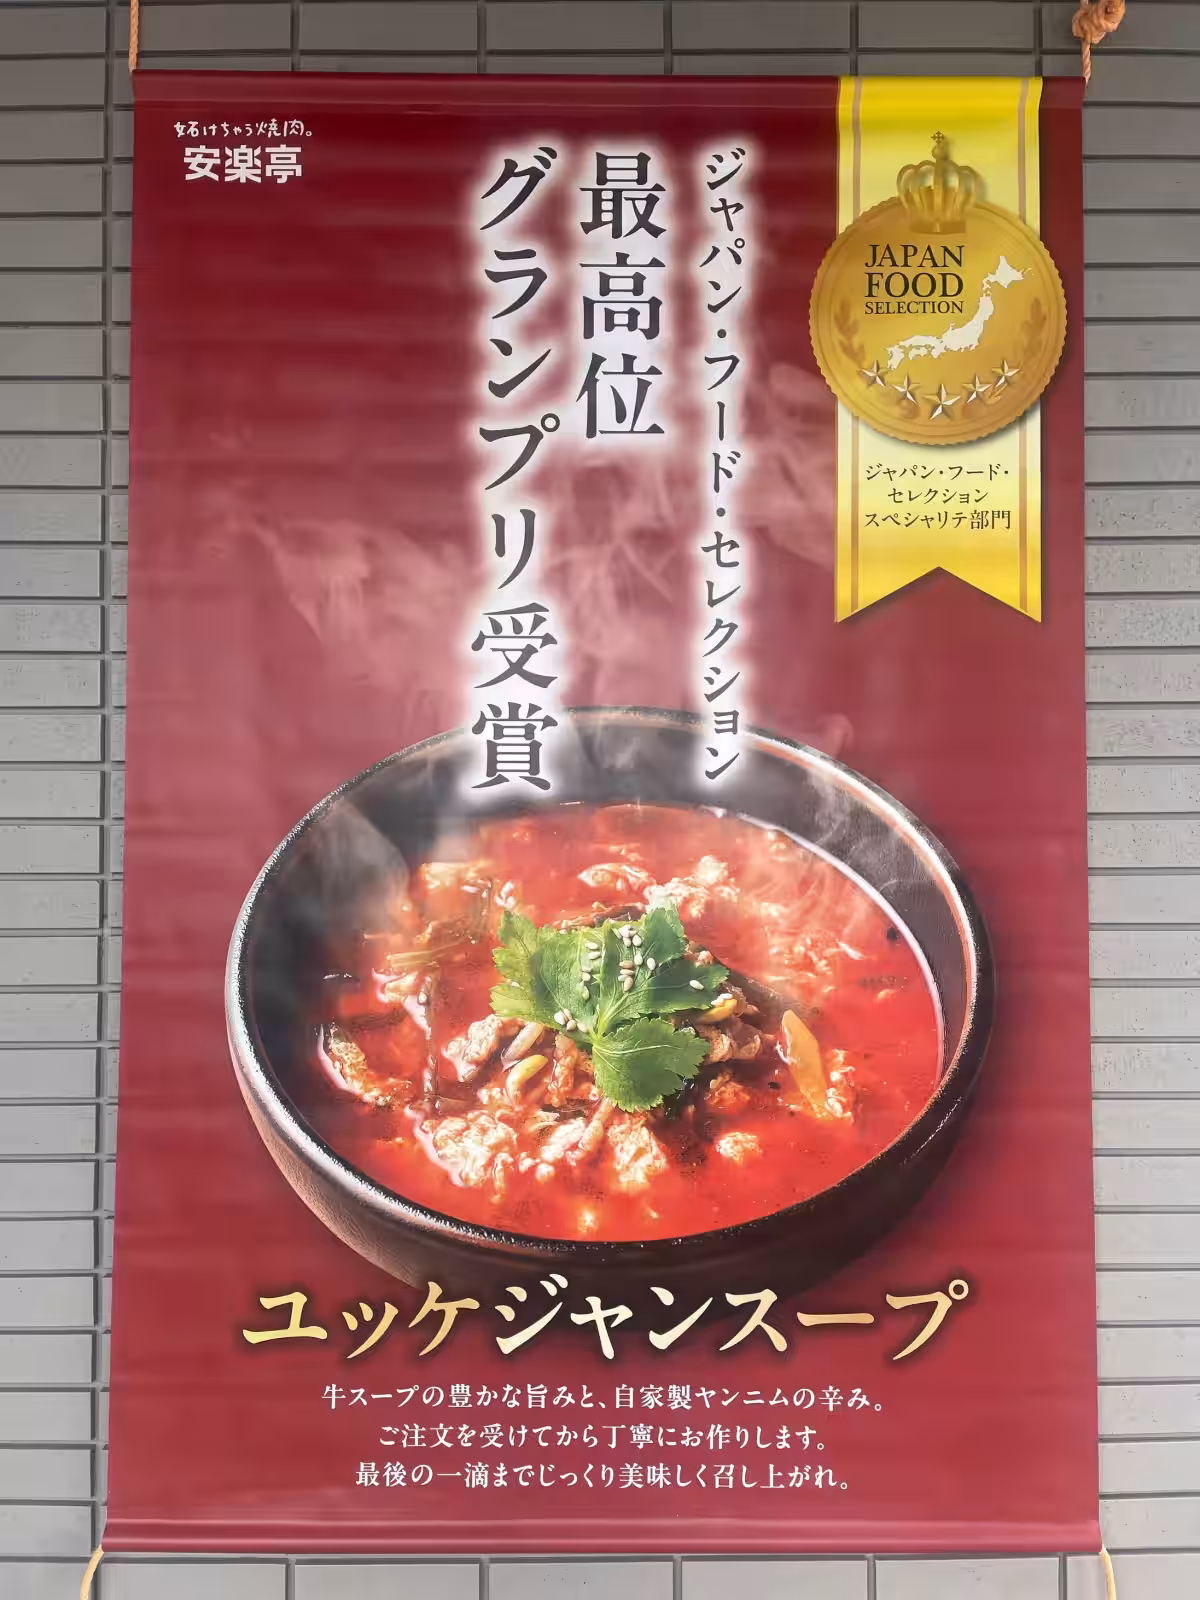 妬けちゃう焼肉。
安楽亭
ジャパン・フード・セレクション
最高位
グランプリ受賞
JAPAN
FOOD
SELECTION
ジャパン・フード・
セレクション
スペシャリテ部門
ユッケジャンスープ
牛スープの豊かな旨みと、自家製ヤンニムの辛み。
ご注文を受けてから丁寧にお作りします。
最後の一滴までじっくり美味しく召し上がれ。